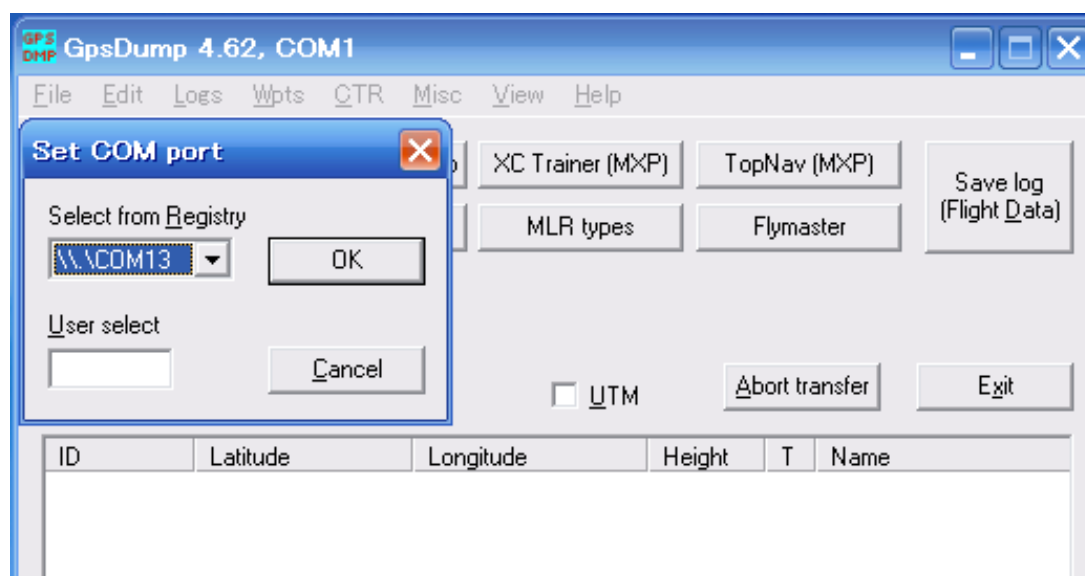 GPS
DMP
GpsDump 4.62, COM1
File Edit Logs Wpts CTR Misc View Help
Set COM port
Select from Registry
\\.\COM13
OK
User select
Cancel
XC Trainer (MXP)
TopNav (MXP)
Save log
(Flight Data)
MLR types
Flymaster
UTM
Abort transfer
Exit
ID Latitude Longitude Height T Name